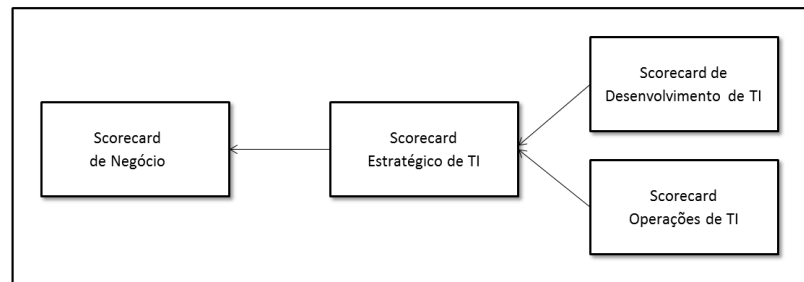 Scorecard
de Negócio
Scorecard
Estratégico de TI
Scorecard de
Desenvolvimento de TI
Scorecard
Operações de TI